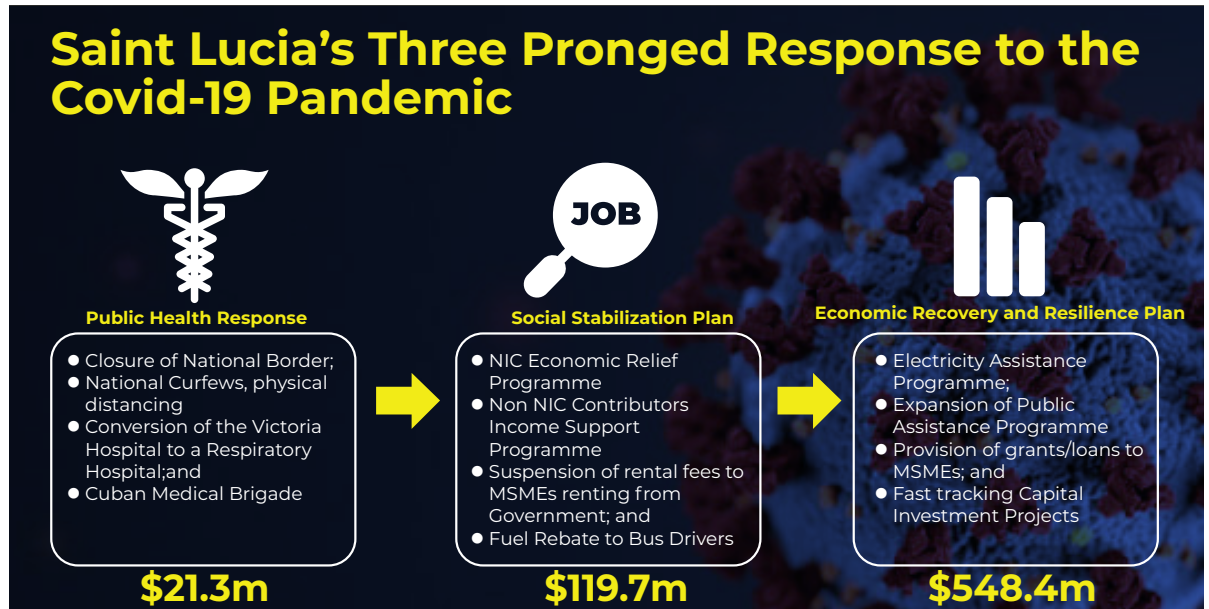 Saint Lucia's Three Pronged Response to the
Covid-19 Pandemic
Public Health Response
● Closure of National Border;
● National Curfews, physical
distancing
● Conversion of the Victoria
Hospital to a Respiratory
Hospital;and
● Cuban Medical Brigade
$21.3m
JOB
Social Stabilization Plan
● NIC Economic Relief
Programme
● Non NIC Contributors
Income Support
Programme
● Suspension of rental fees to
MSMEs renting from
Government; and
● Fuel Rebate to Bus Drivers
$119.7m
Economic Recovery and Resilience Plan
● Electricity Assistance
Programme;
● Expansion of Public
Assistance Programme
● Provision of grants/loans to
MSMEs; and
● Fast tracking Capital
Investment Projects
$548.4m